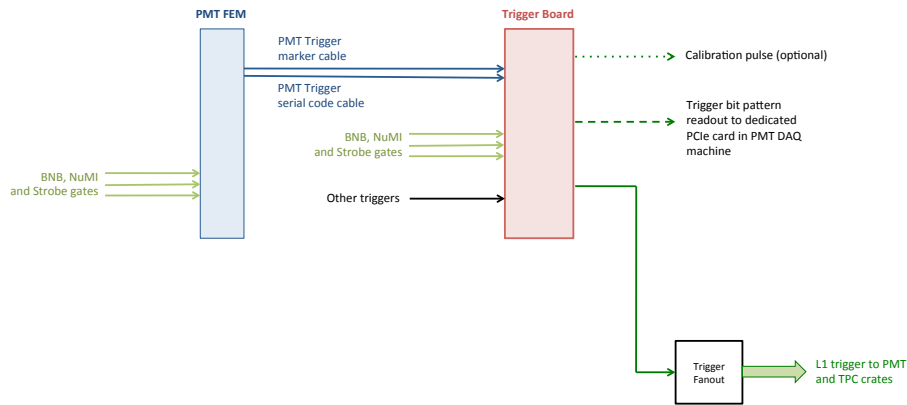 PMT FEM
Trigger Board
PMT Trigger
marker cable
PMT Trigger
serial code cable
Calibration pulse (optional)
Trigger bit pattern
readout to dedicated
PCIe card in PMT DAQ
machine
BNB, NuMI
and Strobe gates
BNB, NuMI
and Strobe gates
Other triggers
Trigger
Fanout
L1 trigger to PMT
and TPC crates